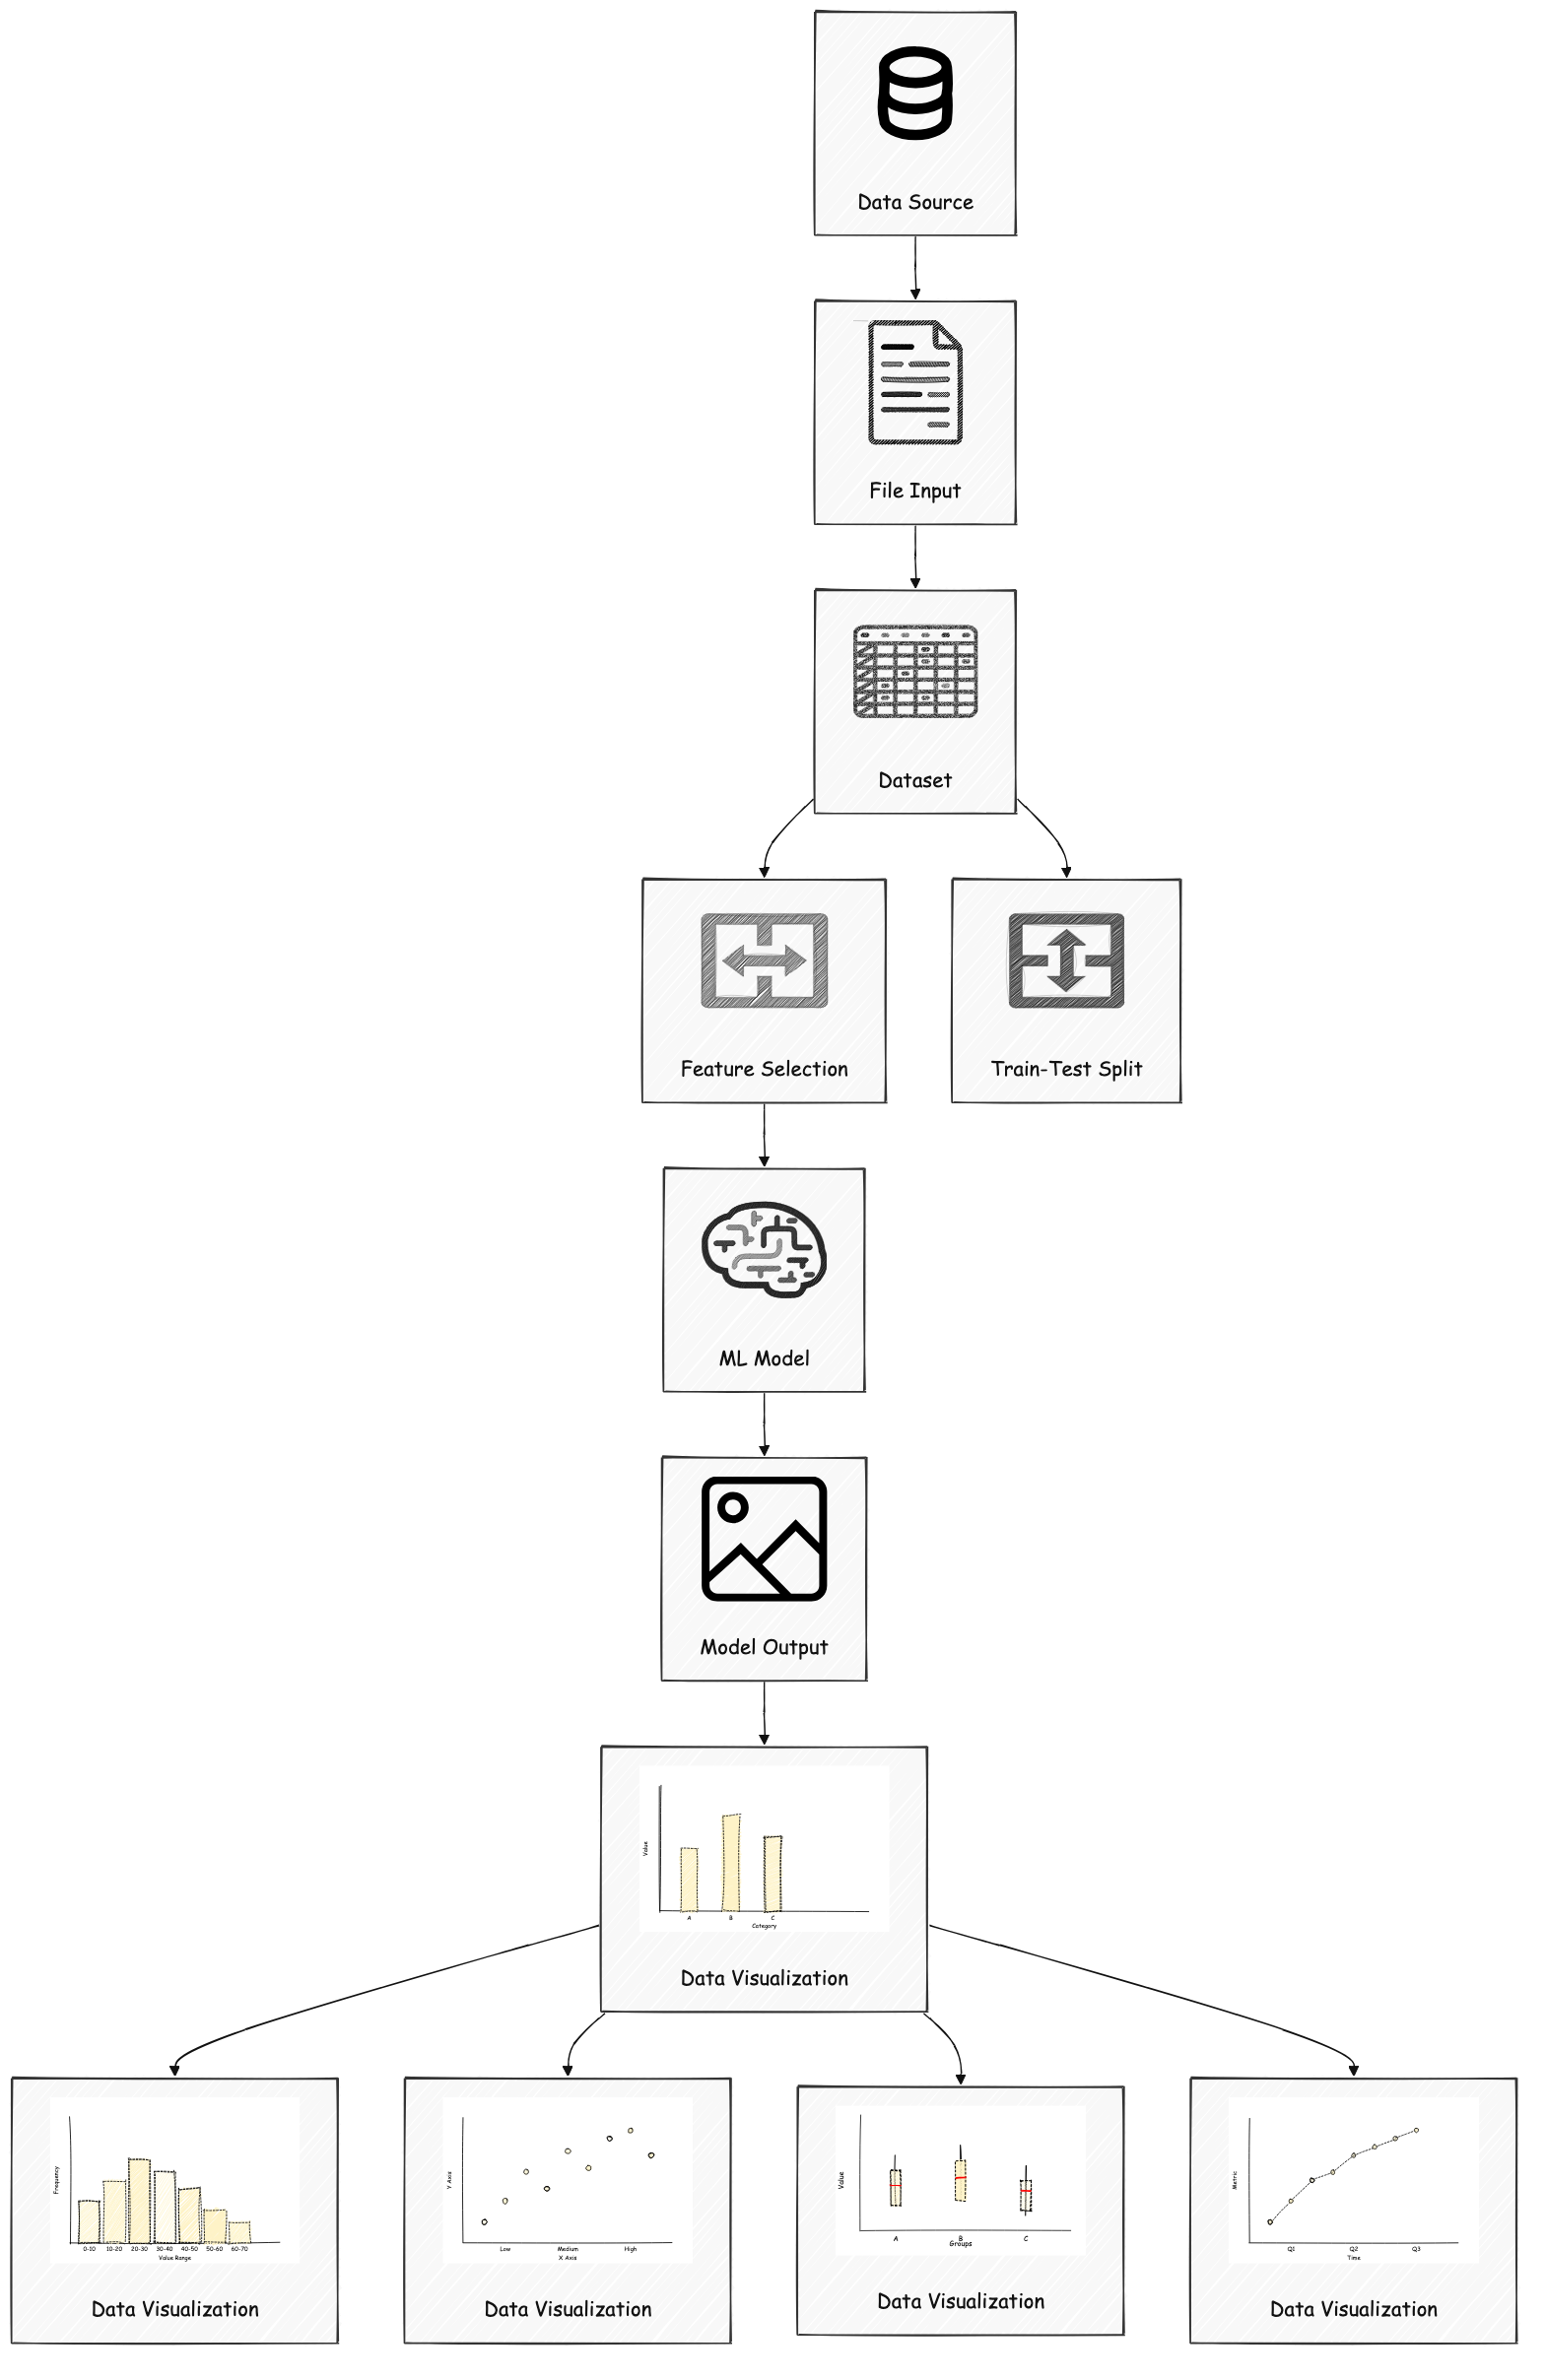 Data Source
File Input
Dataset
Feature Selection
Train-Test Split
ML Model
Model Output
Value
A B C
Category
Data Visualization
Frequency
0-10 10-20 20-30 30-40 40-50 50-60 60-70
Value Range
Data Visualization
Y Axis
Low Medium High
X Axis
Data Visualization
Value
A B C
Groups
Data Visualization
Metric
Q1 Q2 Q3
Time
Data Visualization